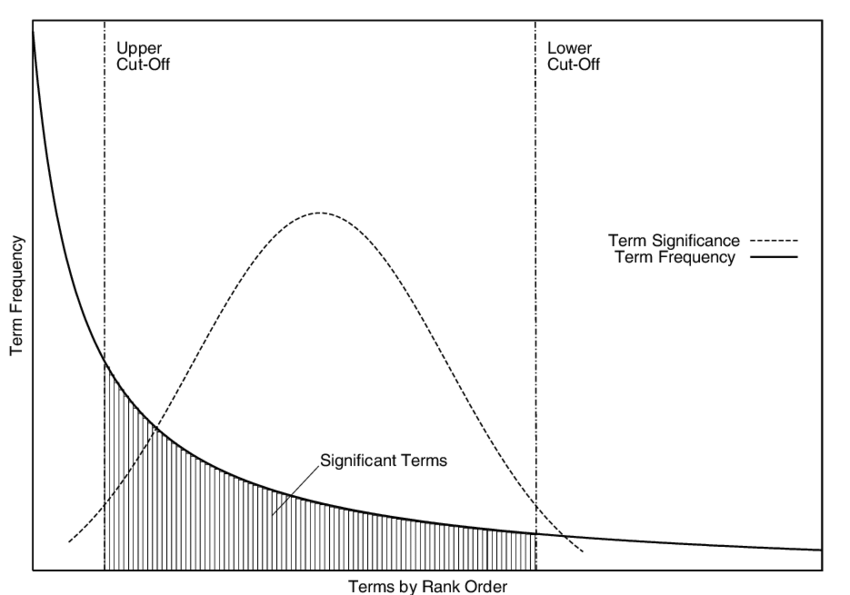 Upper
Cut-Off
Lower
Cut-Off
Term Significance
Term Frequency
Term Frequency
Significant Terms
Terms by Rank Order